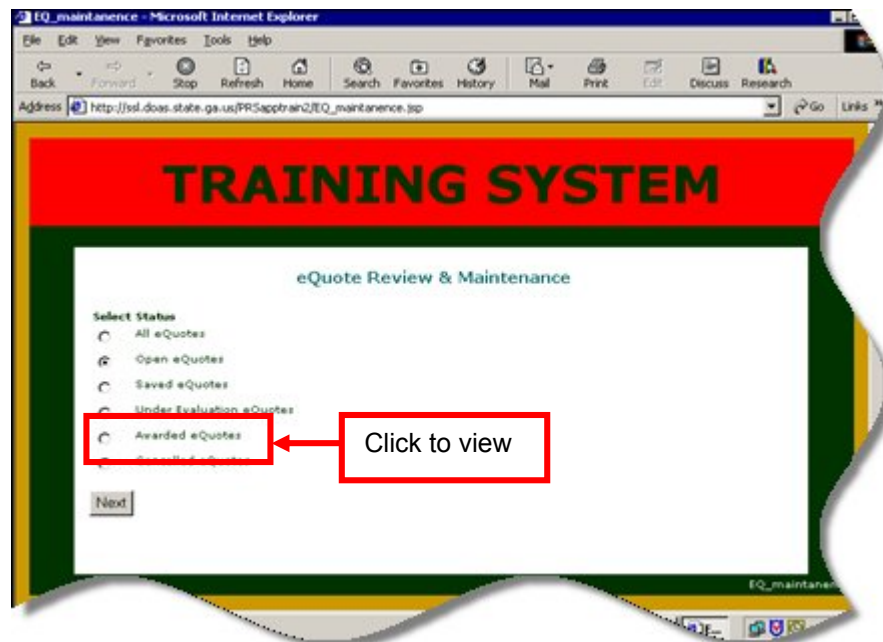 EQ_maintanence - Microsoft Internet Explorer
File Edit View Favorites Tools Help
Back Forward Stop Refresh Home Search Favorites History Mail Print Edit Discuss Research
Address http://ssl.doas.state.ga.us/PRSapptrain2/EQ_maintanence.jsp Go Links
TRAINING SYSTEM
eQuote Review & Maintenance
Select Status
All eQuotes
Open eQuotes
Saved eQuotes
Under Evaluation eQuotes
Awarded eQuotes
Cancelled eQuotes
Click to view
Next